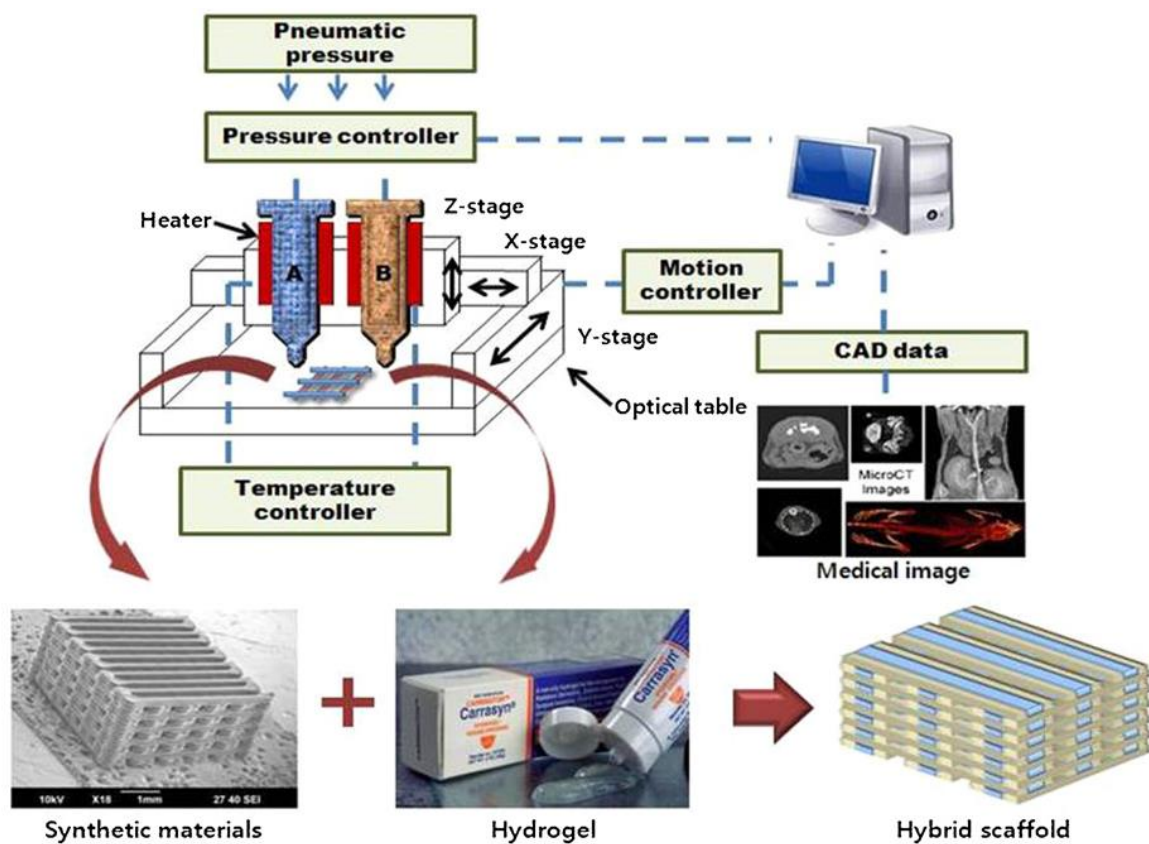 Pneumatic
pressure
Pressure controller
Heater
Z-stage
X-stage
A
B
Motion
controller
Y-stage
CAD data
Optical table
MicroCT
Images
Temperature
controller
Medical image
Carrasyn
Carrasyn
10kV X18 1mm 27 40 SEI
Synthetic materials
Hydrogel
Hybrid scaffold